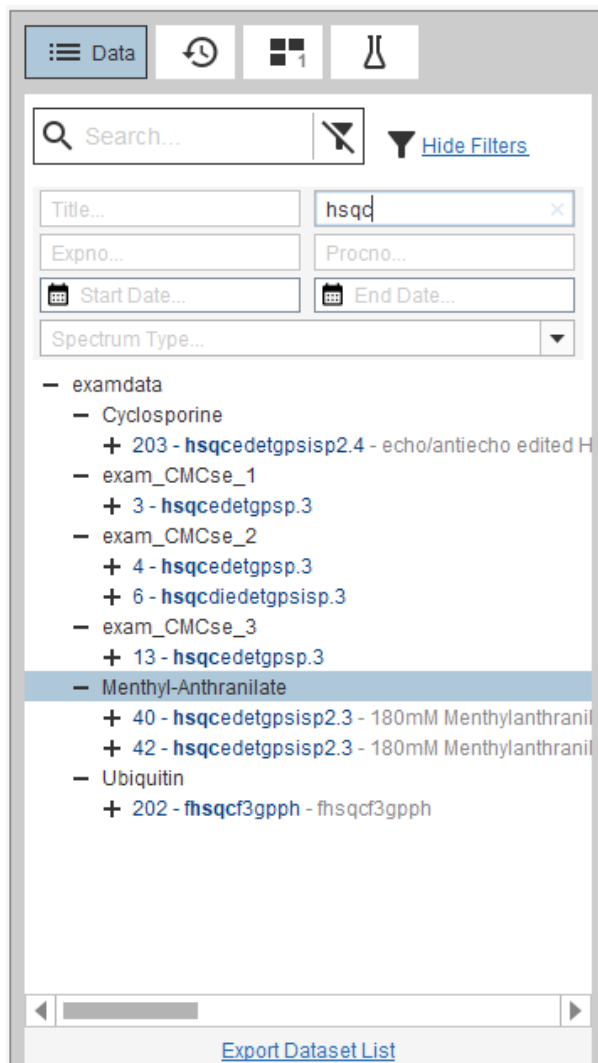 Data 1
Search... Hide Filters
Title... hsqc
Expno... Procno...
Start Date... End Date...
Spectrum Type...
examdata
Cyclosporine
203 - hsqcedetgpsisp2.4 - echo/antiecho edited H
exam_CMCse_1
3 - hsqcedetgpsp.3
exam_CMCse_2
4 - hsqcedetgpsp.3
6 - hsqcdiedetgpsisp.3
exam_CMCse_3
13 - hsqcedetgpsp.3
Menthyl-Anthranilate
40 - hsqcedetgpsisp2.3 - 180mM Menthylanthranil
42 - hsqcedetgpsisp2.3 - 180mM Menthylanthranil
Ubiquitin
202 - fhsqcf3gpph - fhsqcf3gpph
Export Dataset List